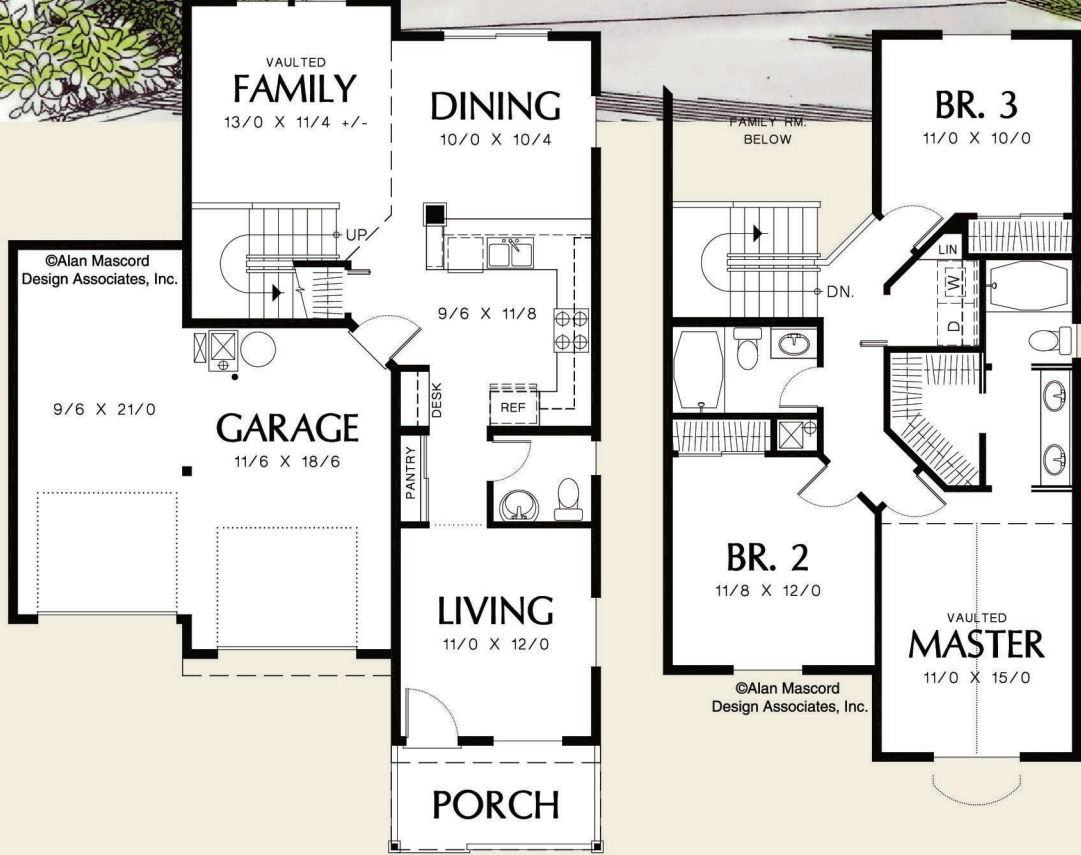 VAULTED
FAMILY
13/0 X 11/4 +/-
DINING
10/0 X 10/4
UP
©Alan Mascord
Design Associates, Inc.
9/6 X 11/8
9/6 X 21/0
GARAGE
11/6 X 18/6
DESK
REF
PANTRY
LIVING
11/0 X 12/0
PORCH
FAMILY RM.
BELOW
BR. 3
11/0 X 10/0
LIN
W
D
DN.
BR. 2
11/8 X 12/0
VAULTED
MASTER
11/0 X 15/0
©Alan Mascord
Design Associates, Inc.